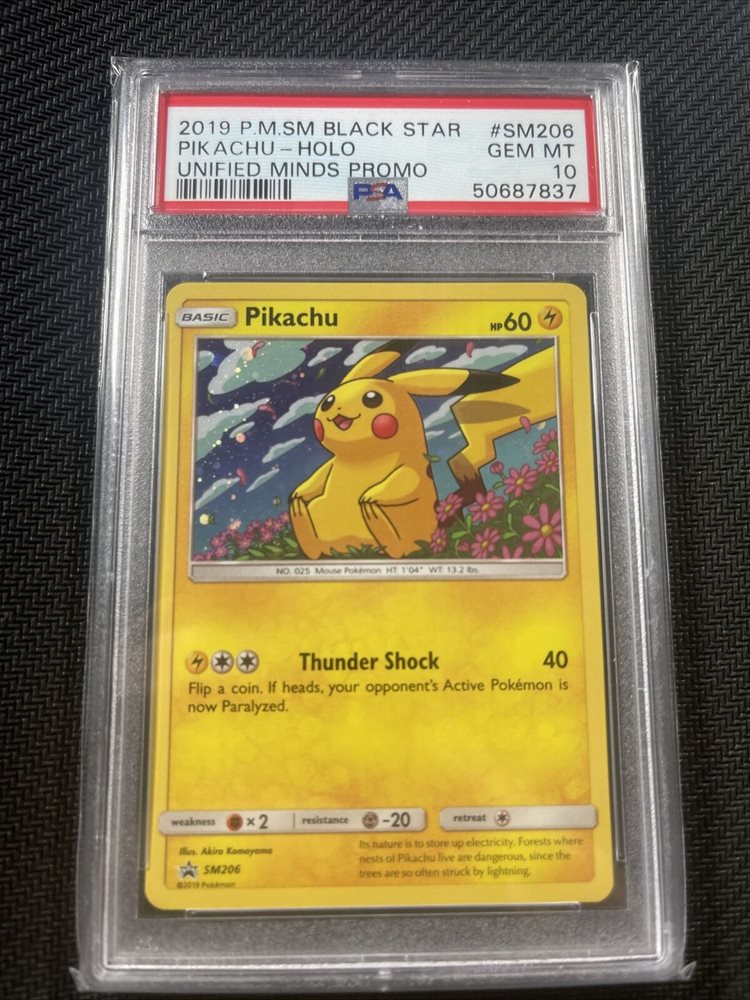 2019 P.M.SM BLACK STAR #SM206
PIKACHU - HOLO GEM MT
UNIFIED MINDS PROMO 10
PSA 50687837
BASIC Pikachu HP60
NO. 025 Mouse Pokémon HT: 1'04" WT: 13.2 lbs.
Thunder Shock 40
Flip a coin. If heads, your opponent's Active Pokémon is
now Paralyzed.
weakness ×2 resistance -20 retreat
Illus. Akira Komayama
SM206
©2019 Pokémon
Its nature is to store up electricity. Forests where
nests of Pikachu live are dangerous, since the
trees are so often struck by lightning.